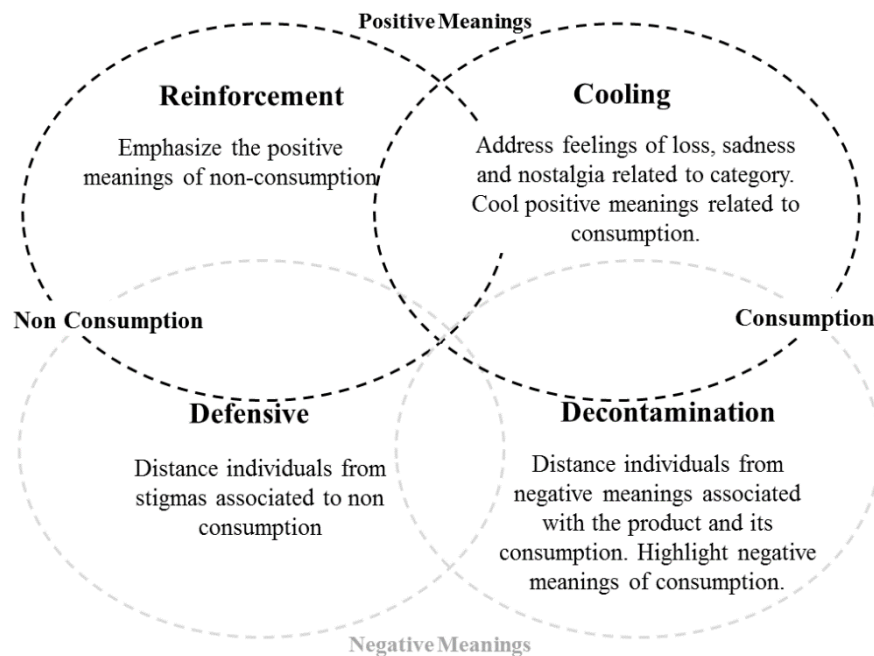 Positive Meanings
Reinforcement
Emphasize the positive
meanings of non-consumption
Cooling
Address feelings of loss, sadness
and nostalgia related to category.
Cool positive meanings related to
consumption.
Non Consumption
Consumption
Defensive
Distance individuals from
stigmas associated to non
consumption
Decontamination
Distance individuals from
negative meanings associated
with the product and its
consumption. Highlight negative
meanings of consumption.
Negative Meanings